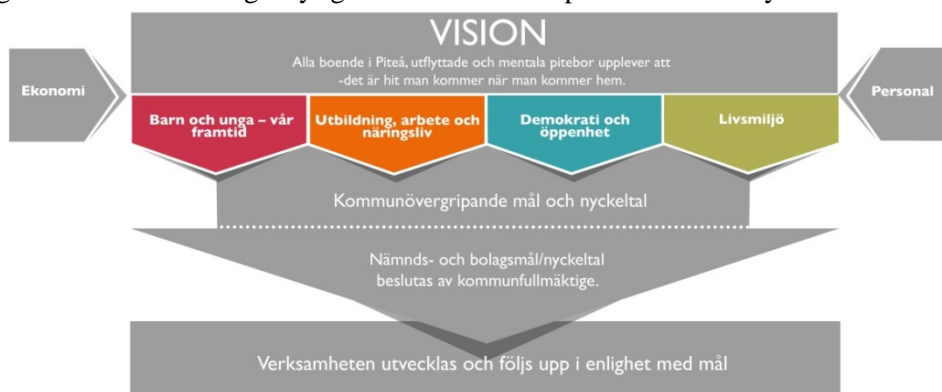 VISION
Alla boende i Piteå, utflyttade och mentala pitebor upplever att
-det är hit man kommer när man kommer hem.
Ekonomi
Personal
Barn och unga – vår
framtid
Utbildning, arbete och
näringsliv
Demokrati och
öppenhet
Livsmiljö
Kommunövergripande mål och nyckeltal
Nämnds- och bolagsmål/nyckeltal
beslutas av kommunfullmäktige.
Verksamheten utvecklas och följs upp i enlighet med mål